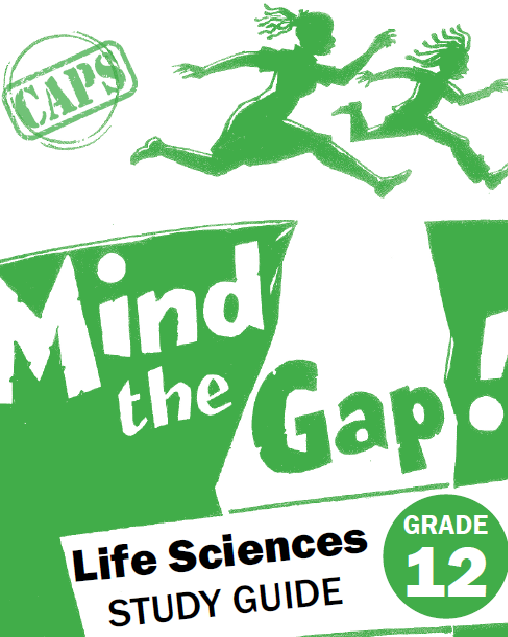 CAPS
Mind
the Gap!
Life Sciences
STUDY GUIDE
GRADE
12